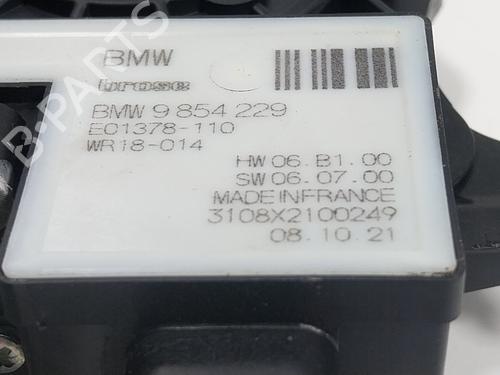 BMW
brose
BMW 9 854 229
E01378-110
WR18-014
HW 06.B1.00
SW 06.07.00
MADE IN FRANCE
3108X2100249
08.10.21
B-PARTS